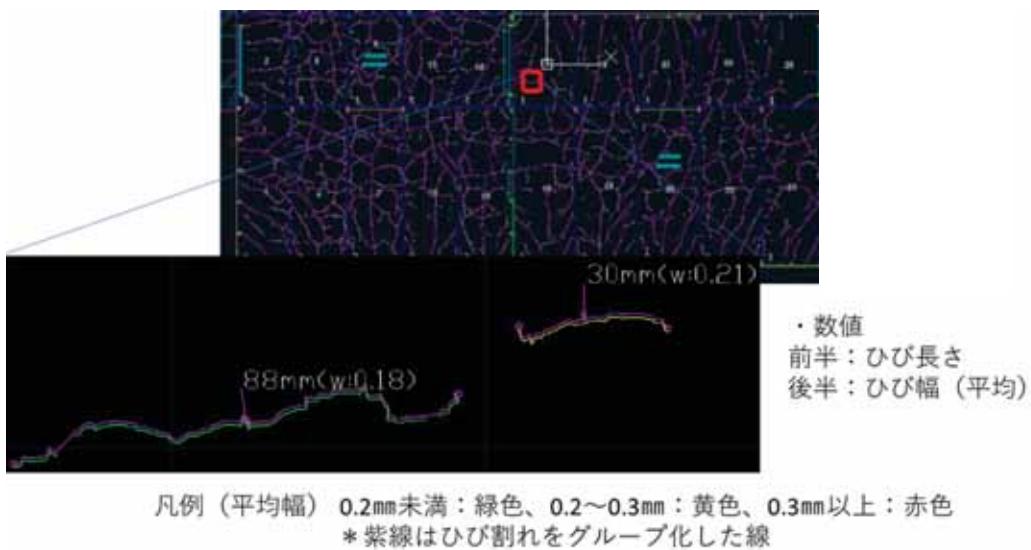 30mm(w:0.21)
88mm(w:0.18)
・数値
前半：ひび長さ
後半：ひび幅（平均）
凡例（平均幅） 0.2㎜未満：緑色、0.2～0.3㎜：黄色、0.3㎜以上：赤色
＊紫線はひび割れをグループ化した線